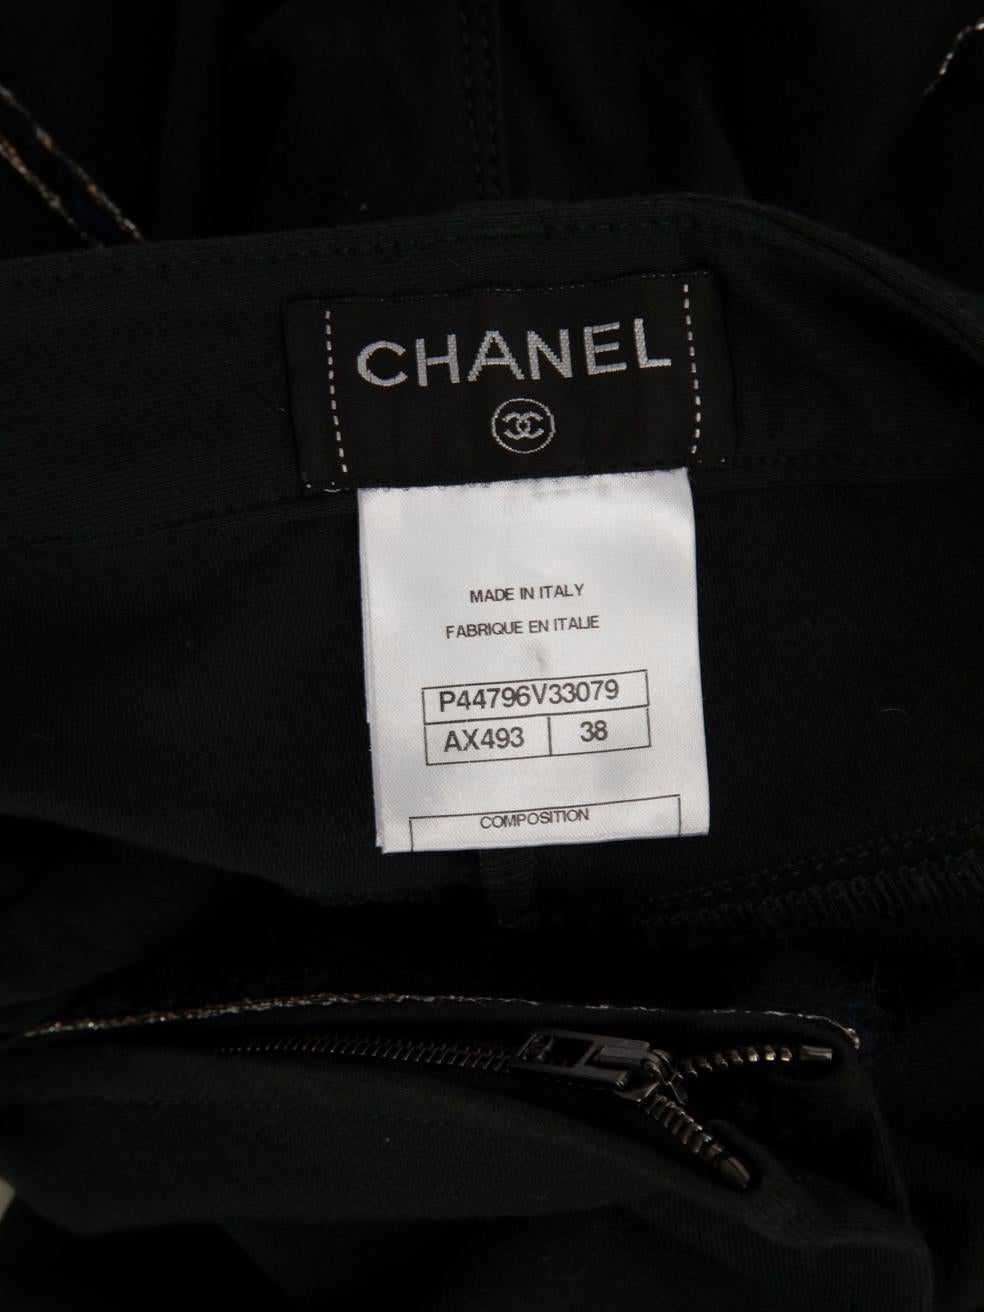 CHANEL
MADE IN ITALY
FABRIQUE EN ITALIE
P44796V33079
AX493 38
COMPOSITION